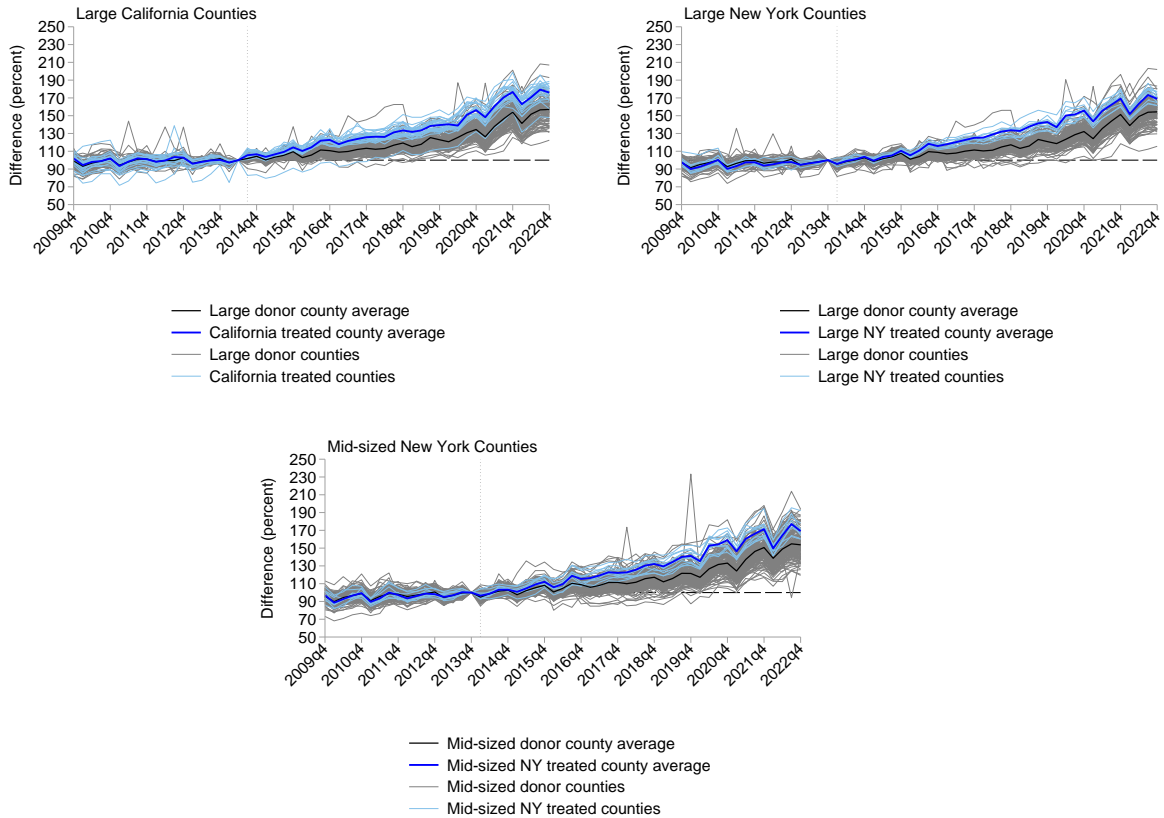 Large California Counties
Difference (percent)
250
230
210
190
170
150
130
110
90
70
50
2009q4
2010q4
2011q4
2012q4
2013q4
2014q4
2015q4
2016q4
2017q4
2018q4
2019q4
2020q4
2021q4
2022q4
Large donor county average
California treated county average
Large donor counties
California treated counties
Large New York Counties
Difference (percent)
250
230
210
190
170
150
130
110
90
70
50
2009q4
2010q4
2011q4
2012q4
2013q4
2014q4
2015q4
2016q4
2017q4
2018q4
2019q4
2020q4
2021q4
2022q4
Large donor county average
Large NY treated county average
Large donor counties
Large NY treated counties
Mid-sized New York Counties
Difference (percent)
250
230
210
190
170
150
130
110
90
70
50
2009q4
2010q4
2011q4
2012q4
2013q4
2014q4
2015q4
2016q4
2017q4
2018q4
2019q4
2020q4
2021q4
2022q4
Mid-sized donor county average
Mid-sized NY treated county average
Mid-sized donor counties
Mid-sized NY treated counties